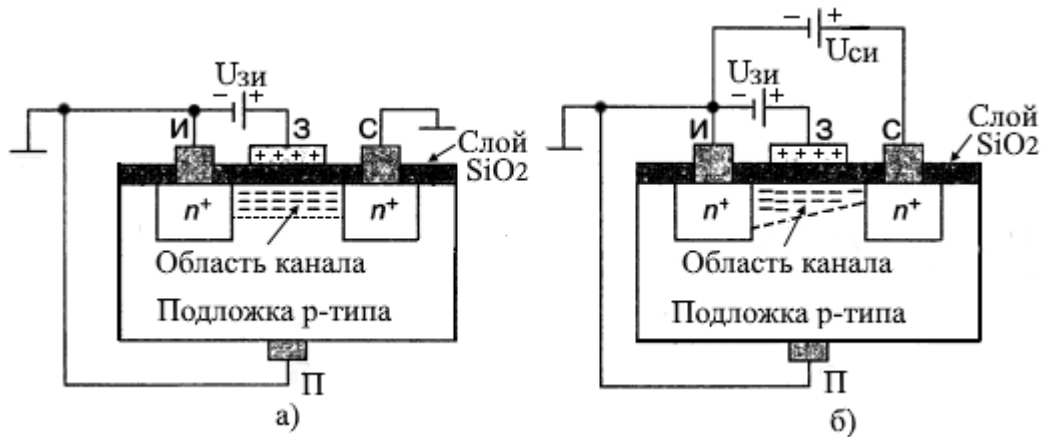 − +
Uзи
И
З
С
+ + + +
Слой
SiO2
n+
n+
Область канала
Подложка p-типа
П
а)
− +
Uси
− +
Uзи
И
З
С
+ + + +
Слой
SiO2
n+
n+
Область канала
Подложка p-типа
П
б)